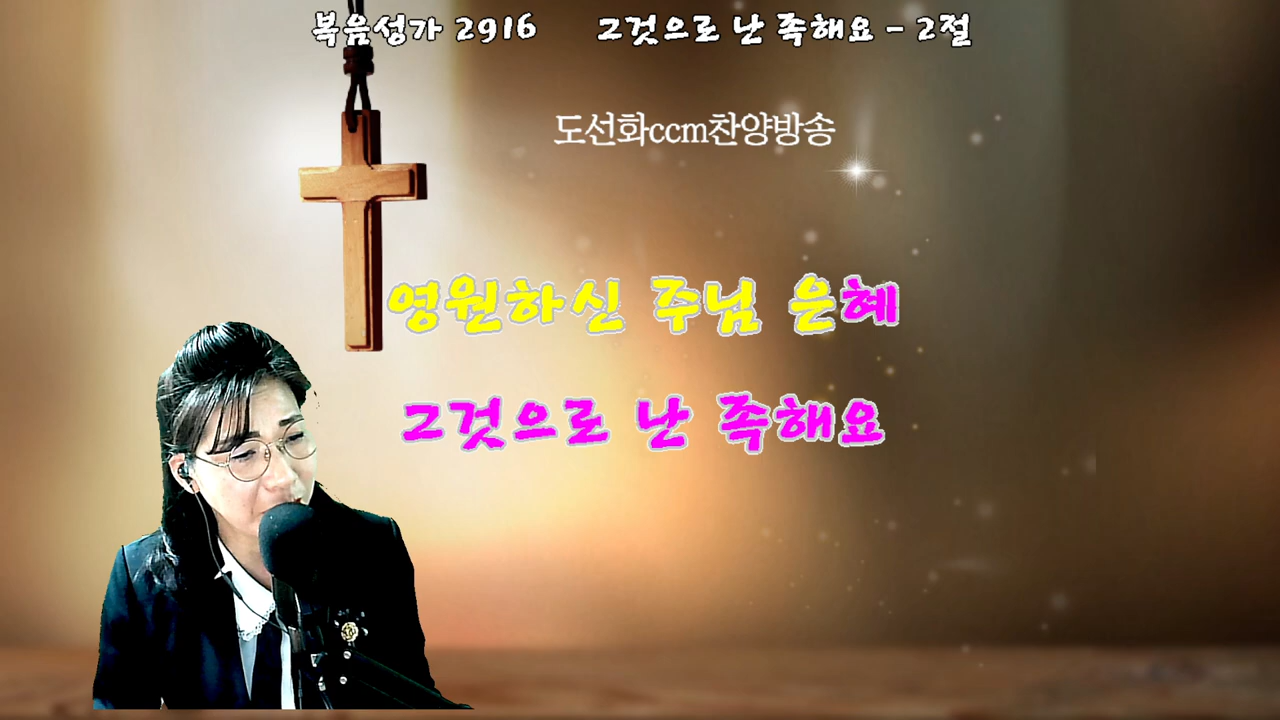 복음성가 2916 그것으로 난 족해요 - 2절
도선화ccm찬양방송
영원하신 주님 은혜
그것으로 난 족해요